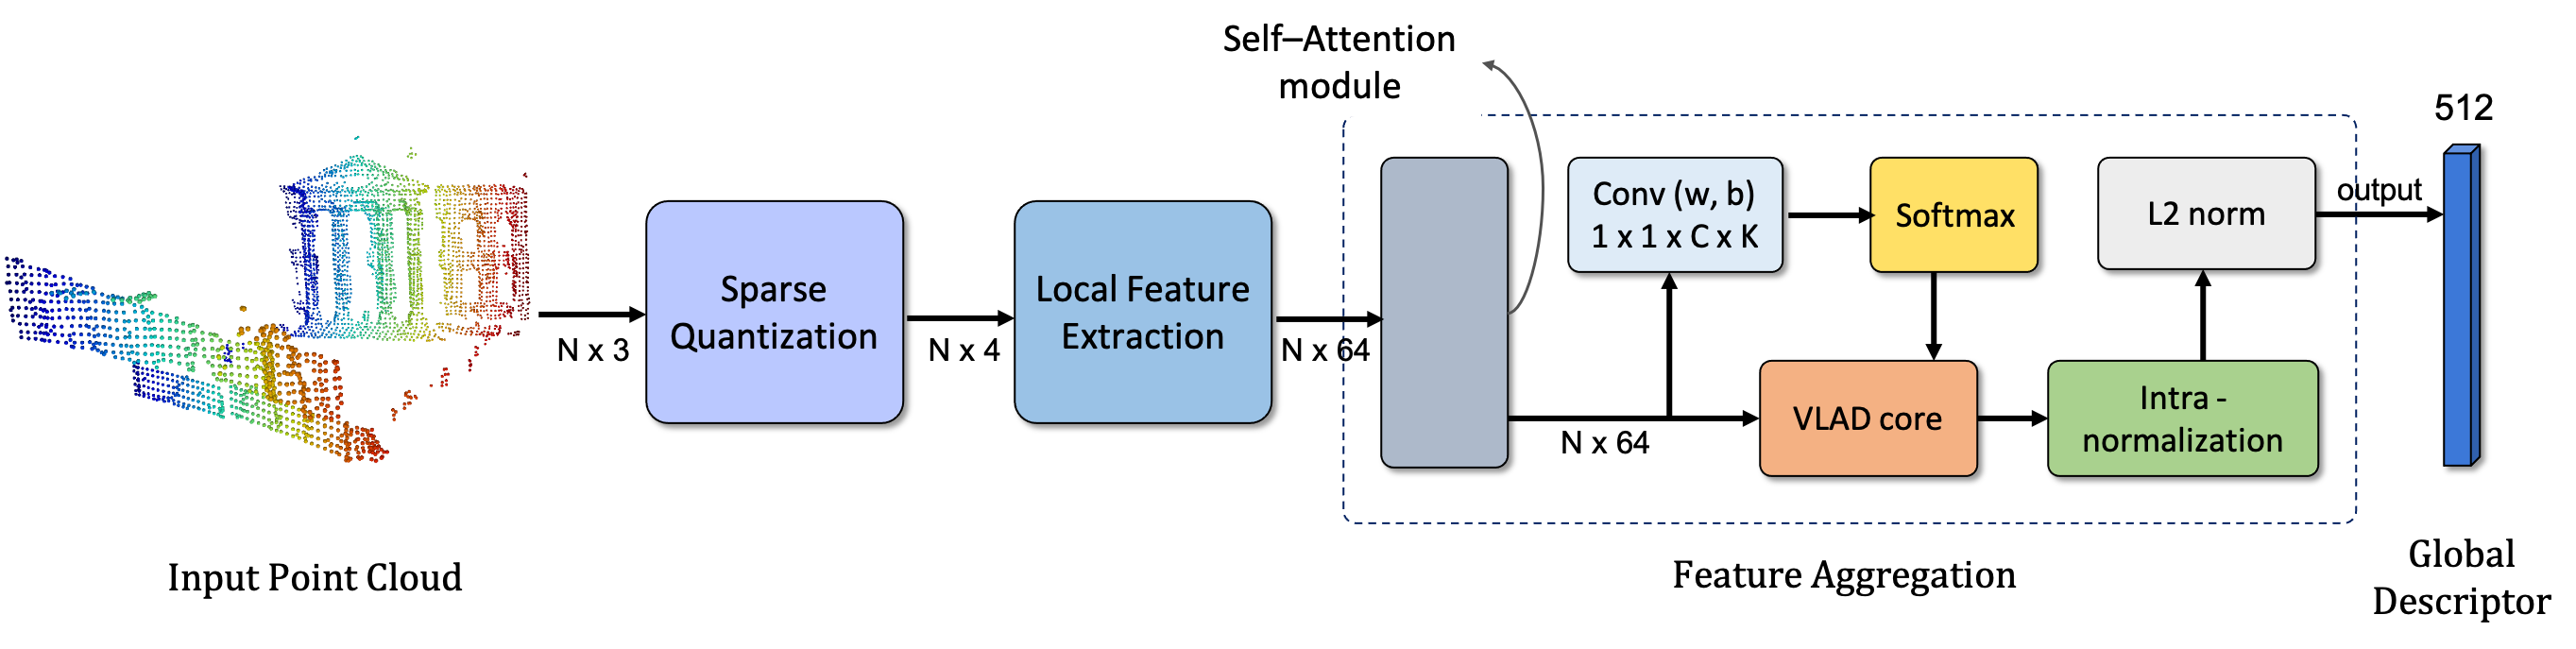 Self–Attention
module
512
Conv (w, b)
1 x 1 x C x K
Softmax
L2 norm
output
Sparse
Quantization
Local Feature
Extraction
N x 3
N x 4
N x 64
VLAD core
Intra -
normalization
N x 64
Input Point Cloud
Feature Aggregation
Global
Descriptor